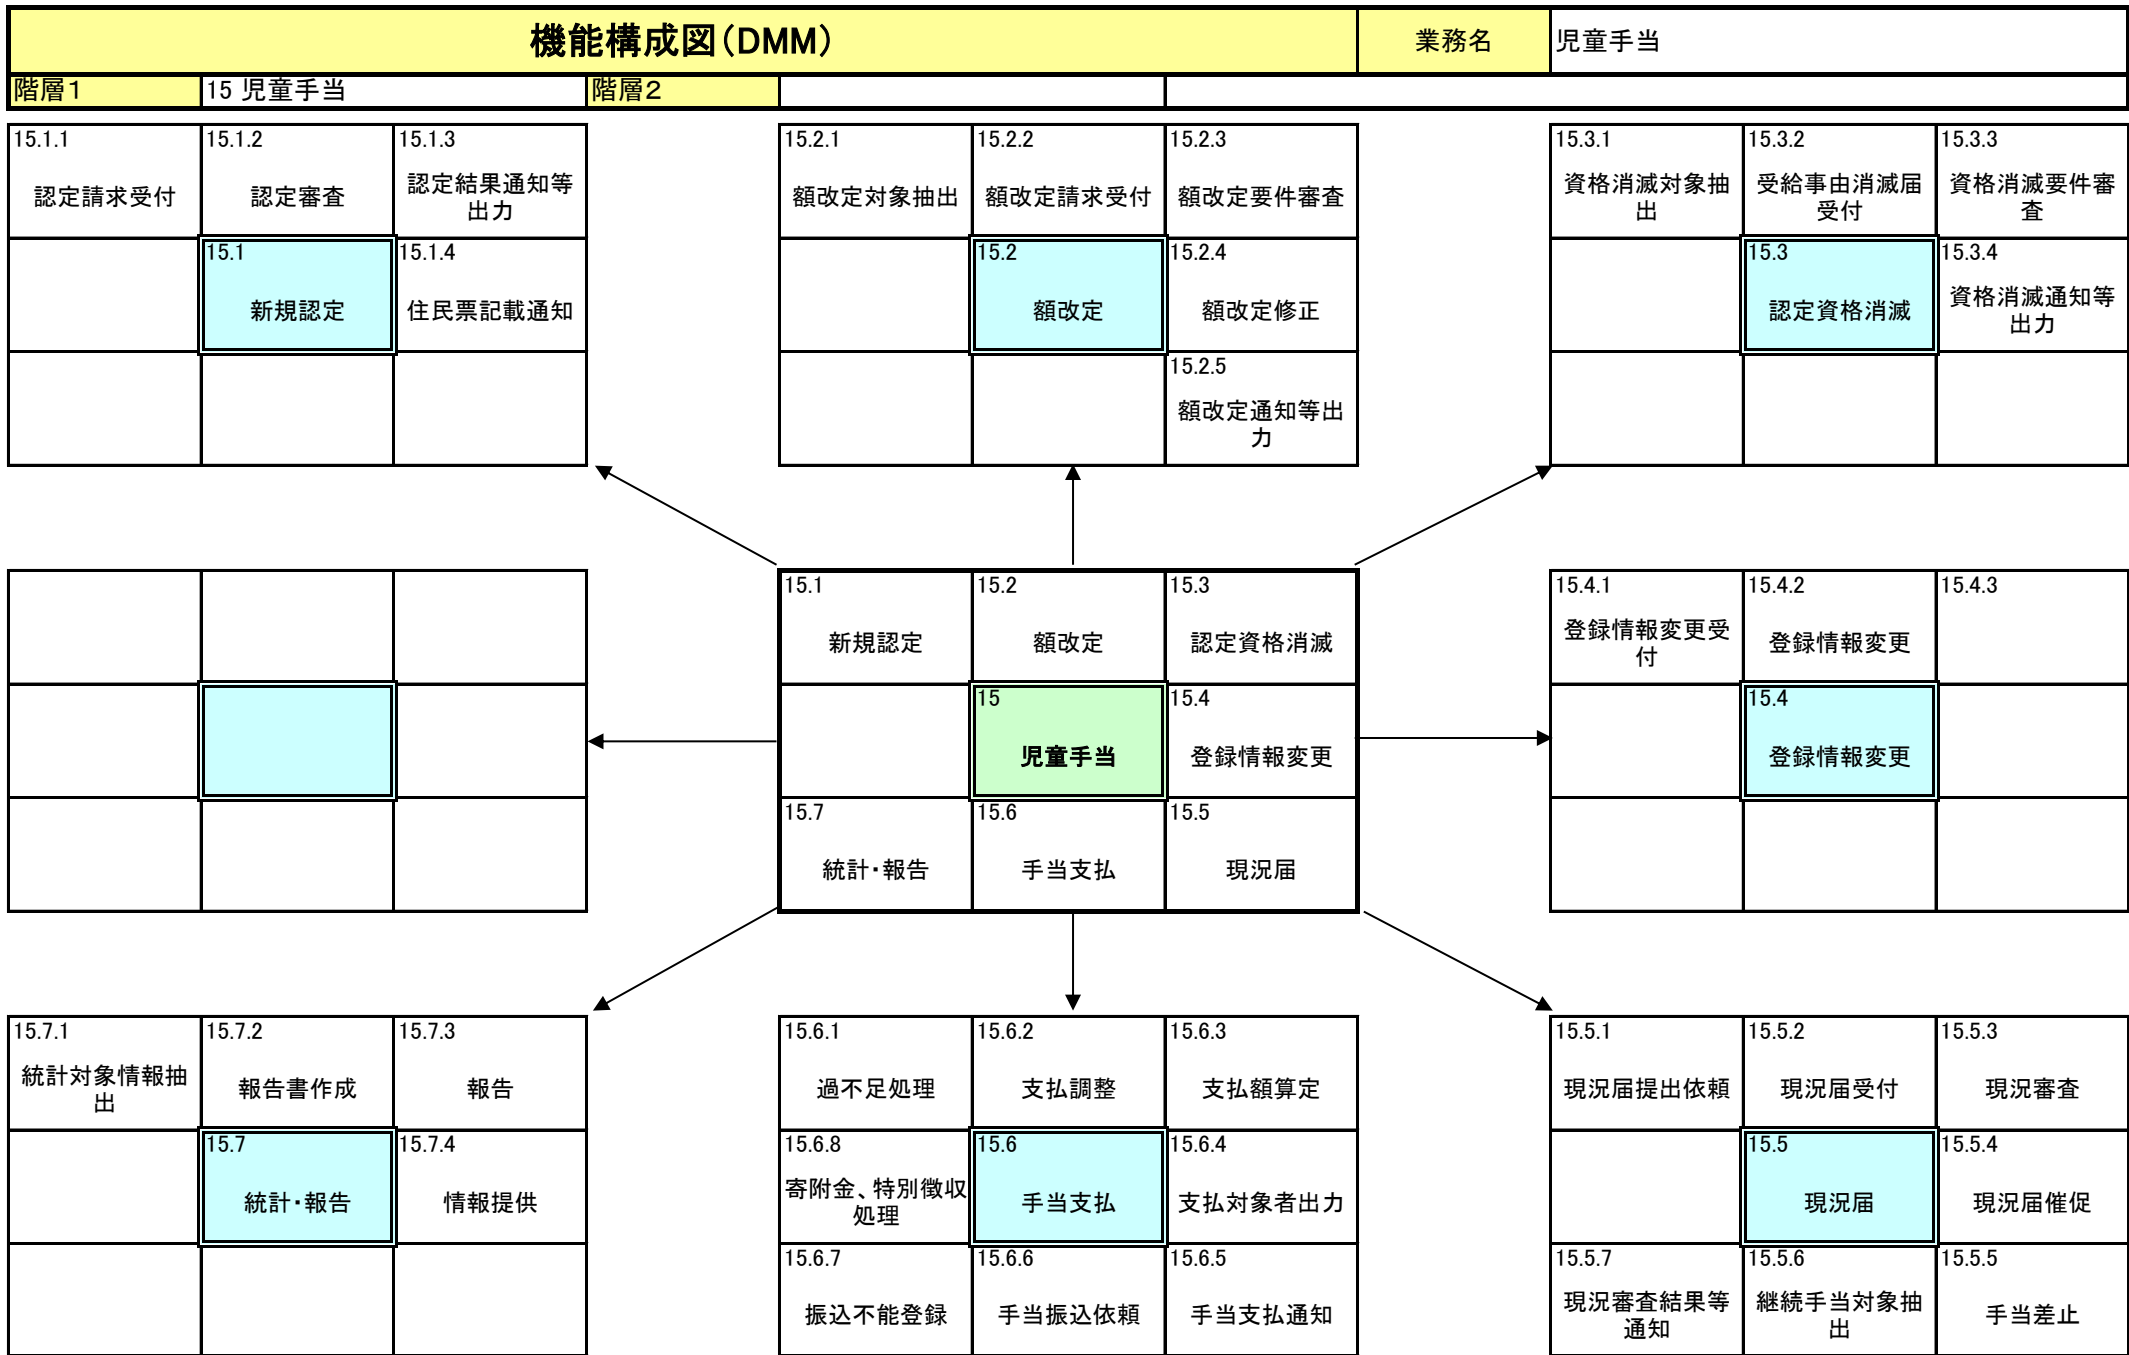 機能構成図(DMM)
業務名
児童手当
階層1
15 児童手当
階層2
15.1.1
認定請求受付
15.1.2
認定審査
15.1.3
認定結果通知等
出力
15.1
新規認定
15.1.4
住民票記載通知
15.2.1
額改定対象抽出
15.2.2
額改定請求受付
15.2.3
額改定要件審査
15.2
額改定
15.2.4
額改定修正
15.2.5
額改定通知等出
力
15.3.1
資格消滅対象抽
出
15.3.2
受給事由消滅届
受付
15.3.3
資格消滅要件審
査
15.3
認定資格消滅
15.3.4
資格消滅通知等
出力
15.1
新規認定
15.2
額改定
15.3
認定資格消滅
15
児童手当
15.4
登録情報変更
15.7
統計・報告
15.6
手当支払
15.5
現況届
15.4.1
登録情報変更受
付
15.4.2
登録情報変更
15.4.3
15.4
登録情報変更
15.7.1
統計対象情報抽
出
15.7.2
報告書作成
15.7.3
報告
15.7
統計・報告
15.7.4
情報提供
15.6.1
過不足処理
15.6.2
支払調整
15.6.3
支払額算定
15.6.8
寄附金、特別徴収
処理
15.6
手当支払
15.6.4
支払対象者出力
15.6.7
振込不能登録
15.6.6
手当振込依頼
15.6.5
手当支払通知
15.5.1
現況届提出依頼
15.5.2
現況届受付
15.5.3
現況審査
15.5
現況届
15.5.4
現況届催促
15.5.7
現況審査結果等
通知
15.5.6
継続手当対象抽
出
15.5.5
手当差止